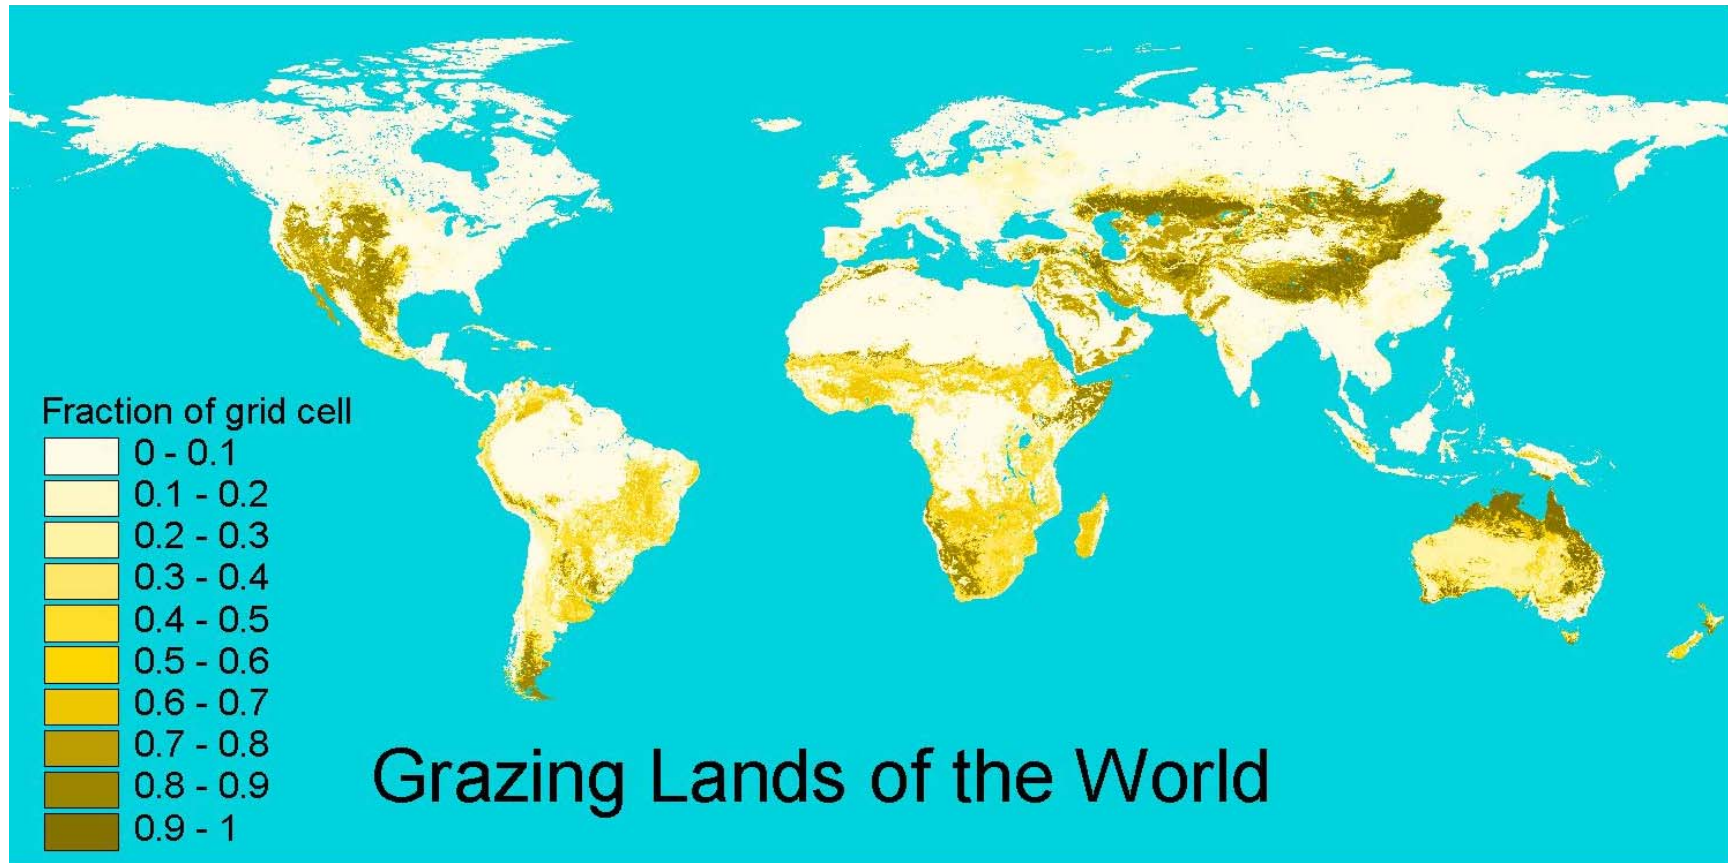 Fraction of grid cell
0 - 0.1
0.1 - 0.2
0.2 - 0.3
0.3 - 0.4
0.4 - 0.5
0.5 - 0.6
0.6 - 0.7
0.7 - 0.8
0.8 - 0.9
0.9 - 1
Grazing Lands of the World